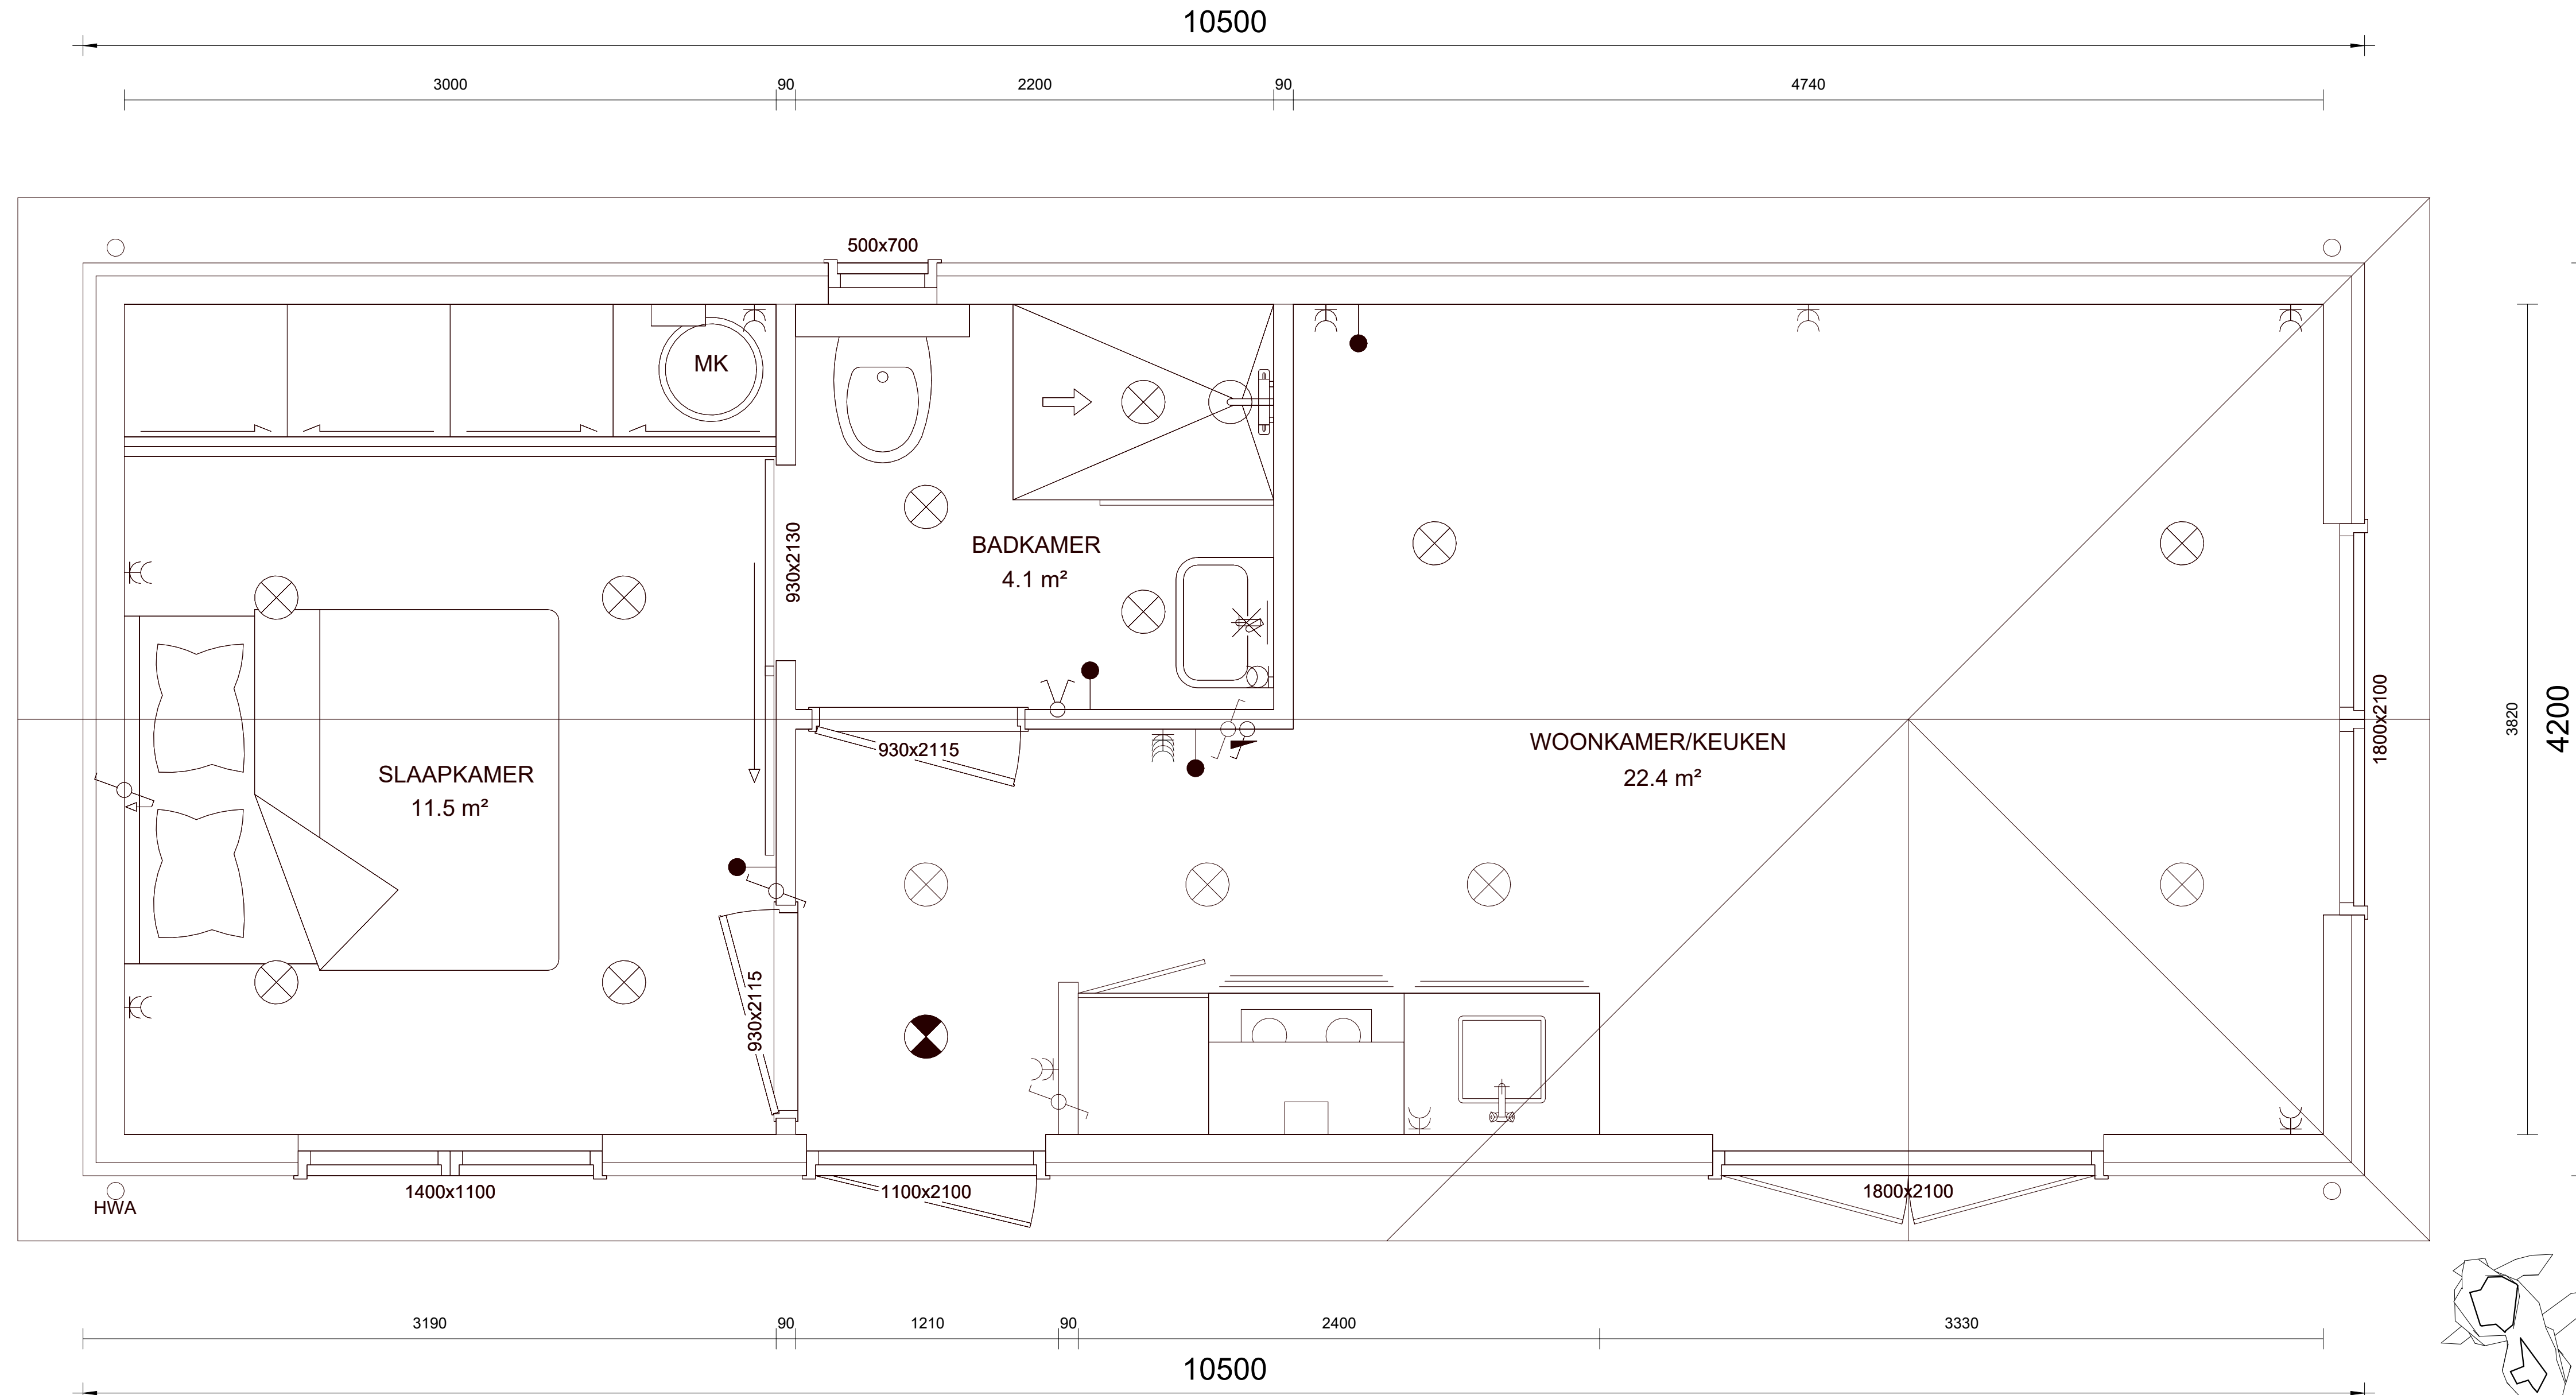 10500
3000
90
2200
90
4740
500x700
MK
930x2130
BADKAMER
4.1 m²
930x2115
SLAAPKAMER
11.5 m²
WOONKAMER/KEUKEN
22.4 m²
1800x2100
3820
4200
930x2115
HWA
1400x1100
1100x2100
1800x2100
3190
90
1210
90
2400
3330
10500